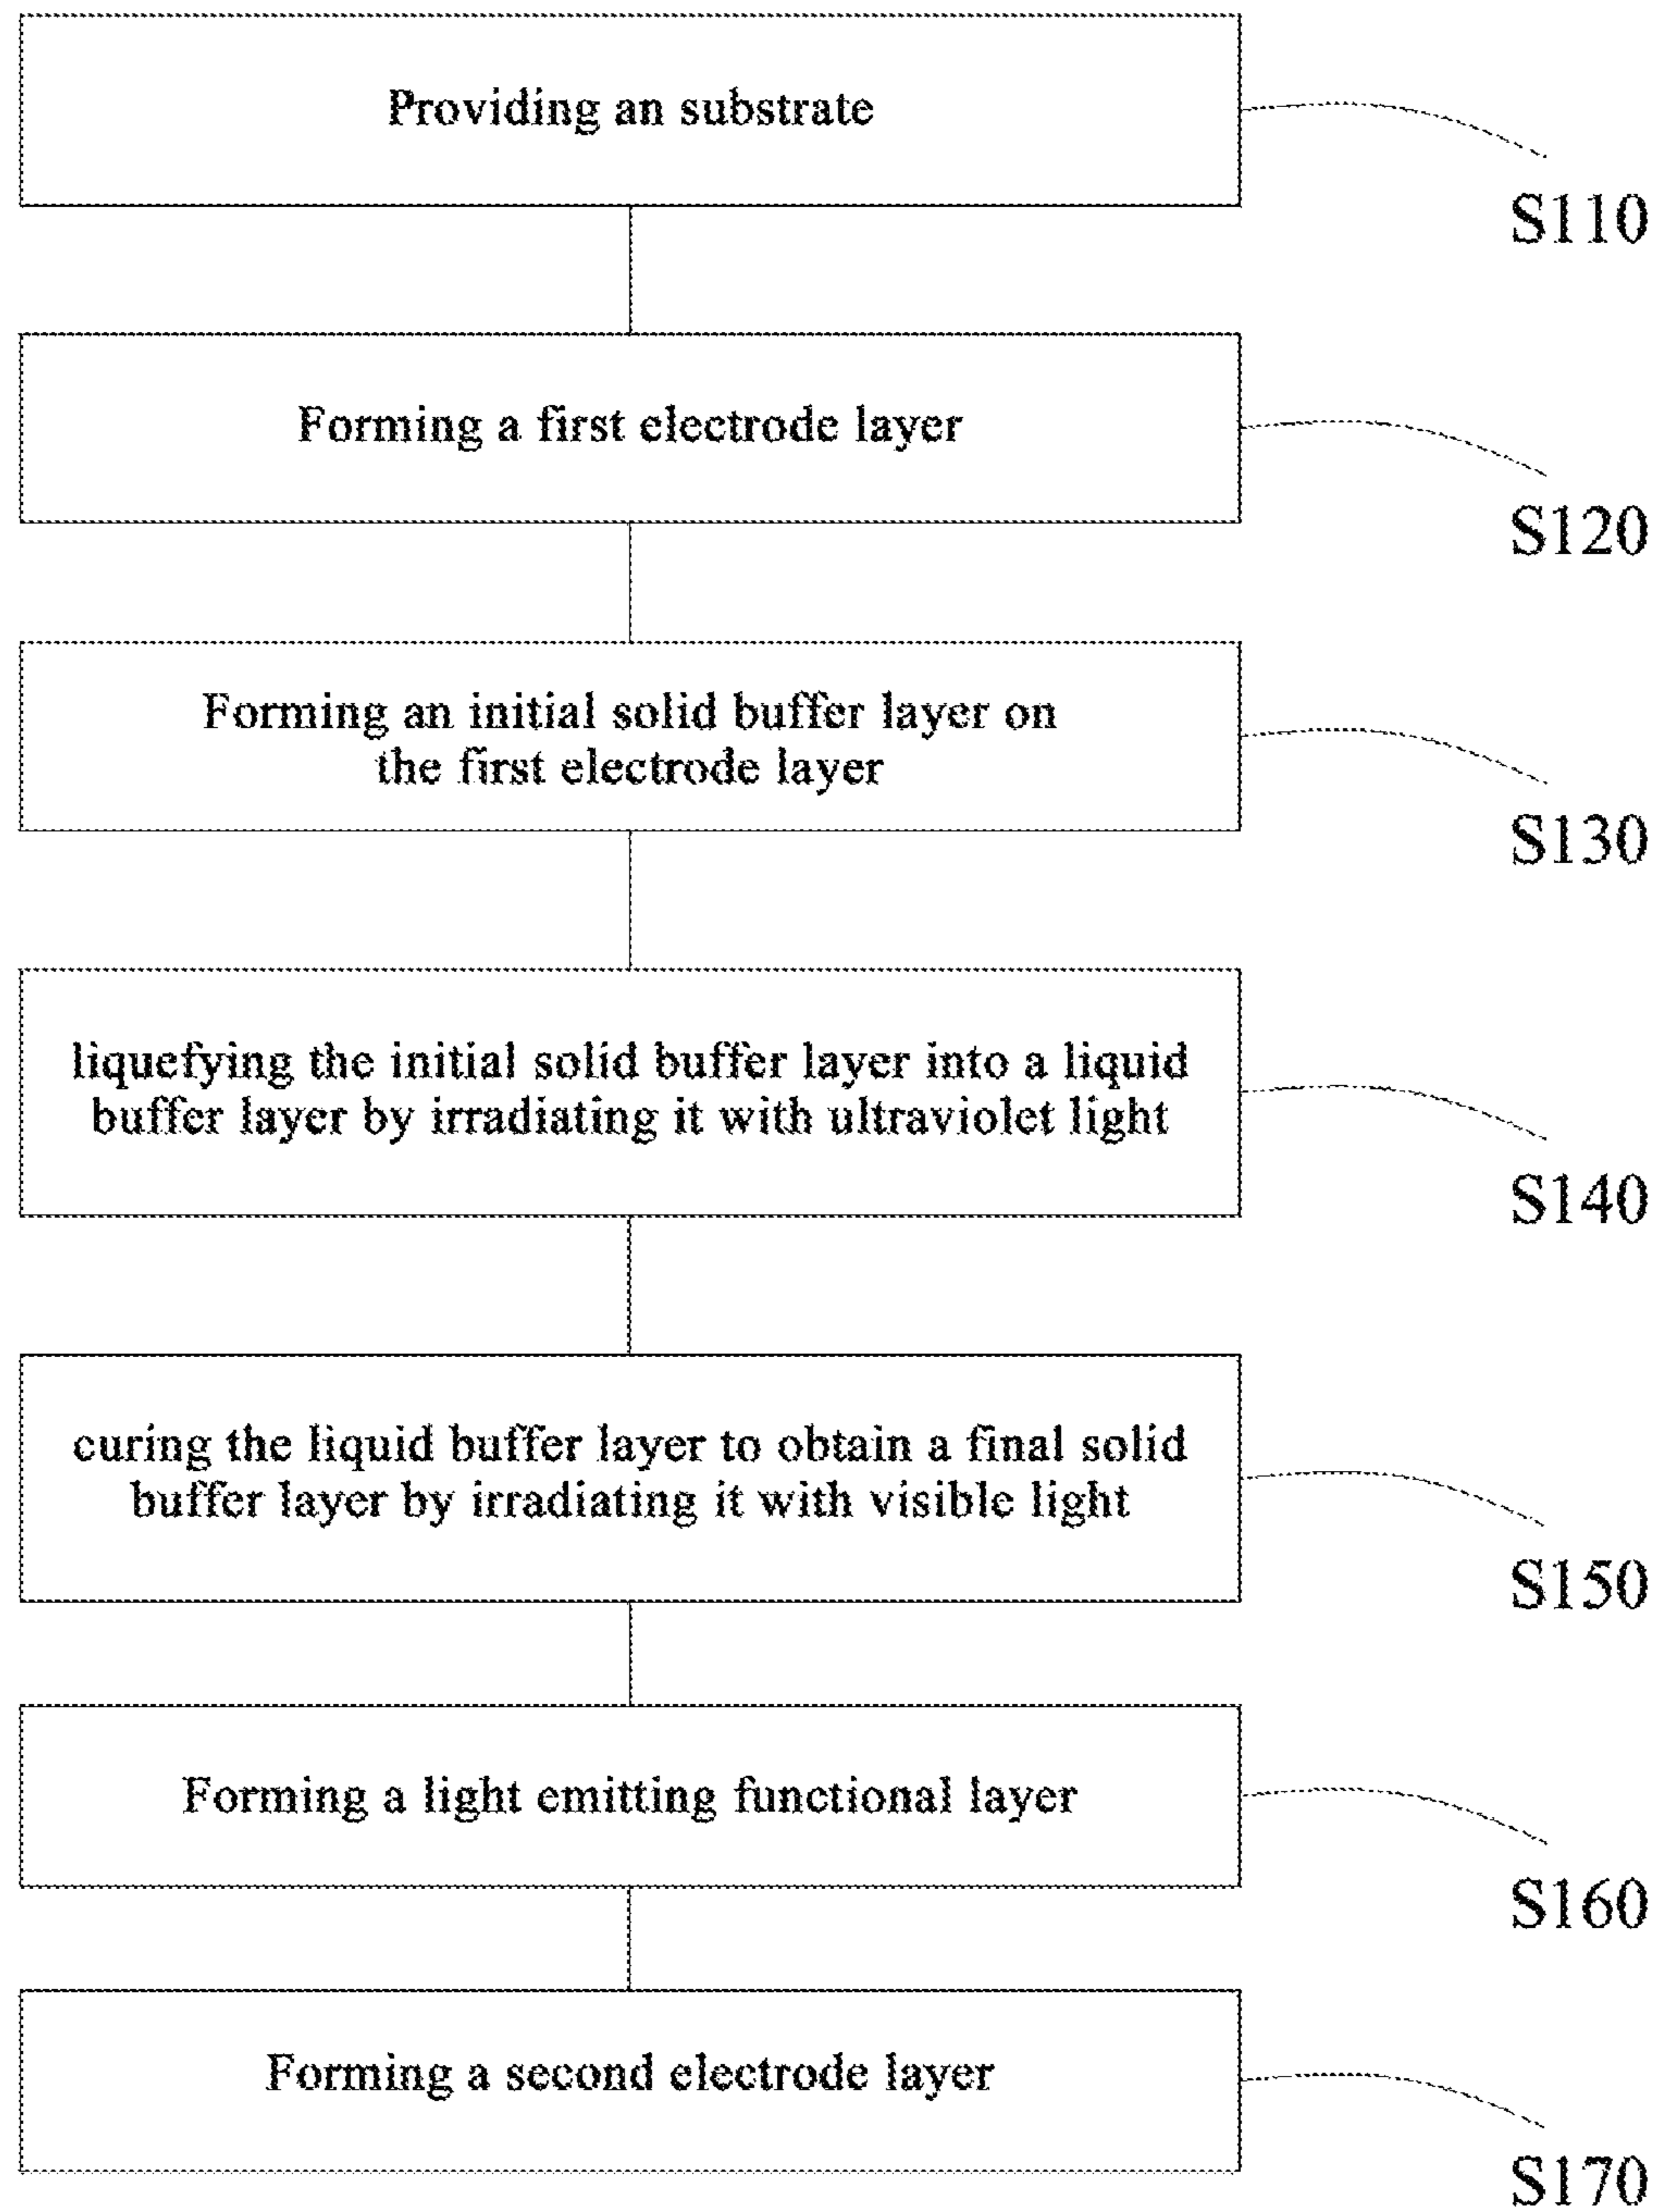 Providing an substrate
S110
Forming a first electrode layer
S120
Forming an initial solid buffer layer on
the first electrode layer
S130
liquefying the initial solid buffer layer into a liquid
buffer layer by irradiating it with ultraviolet light
S140
curing the liquid buffer layer to obtain a final solid
buffer layer by irradiating it with visible light
S150
Forming a light emitting functional layer
S160
Forming a second electrode layer
S170